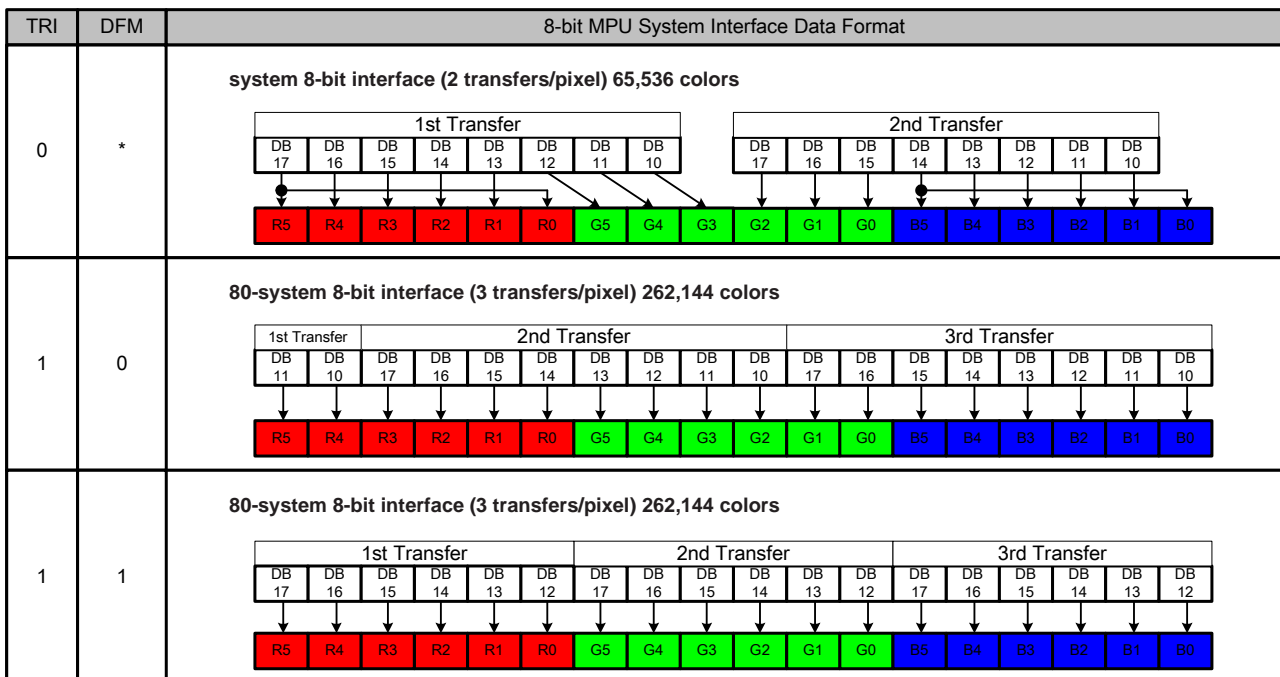 TRI DFM 8-bit MPU System Interface Data Format
0 *
system 8-bit interface (2 transfers/pixel) 65,536 colors
1st Transfer 2nd Transfer
DB DB DB DB DB DB DB DB DB DB DB DB DB DB DB DB
17 16 15 14 13 12 11 10 17 16 15 14 13 12 11 10
R5 R4 R3 R2 R1 R0 G5 G4 G3 G2 G1 G0 B5 B4 B3 B2 B1 B0
1 0
80-system 8-bit interface (3 transfers/pixel) 262,144 colors
1st Transfer 2nd Transfer 3rd Transfer
DB DB DB DB DB DB DB DB DB DB DB DB DB DB DB DB DB DB
11 10 17 16 15 14 13 12 11 10 17 16 15 14 13 12 11 10
R5 R4 R3 R2 R1 R0 G5 G4 G3 G2 G1 G0 B5 B4 B3 B2 B1 B0
1 1
80-system 8-bit interface (3 transfers/pixel) 262,144 colors
1st Transfer 2nd Transfer 3rd Transfer
DB DB DB DB DB DB DB DB DB DB DB DB DB DB DB DB DB DB
17 16 15 14 13 12 17 16 15 14 13 12 17 16 15 14 13 12
R5 R4 R3 R2 R1 R0 G5 G4 G3 G2 G1 G0 B5 B4 B3 B2 B1 B0